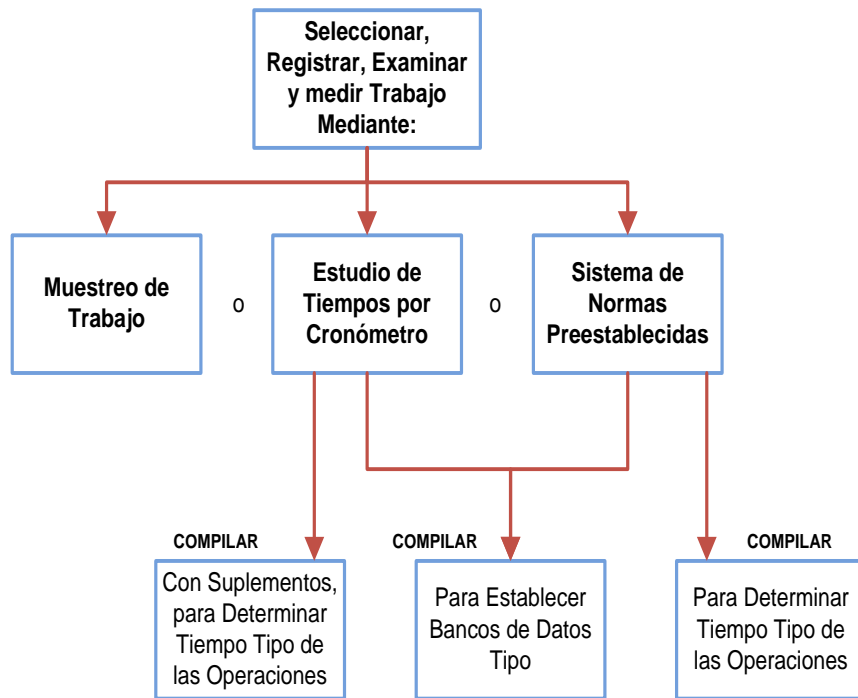 Seleccionar,
Registrar, Examinar
y medir Trabajo
Mediante:
Muestreo de
Trabajo
o
Estudio de
Tiempos por
Cronómetro
o
Sistema de
Normas
Preestablecidas
COMPILAR
Con Suplementos,
para Determinar
Tiempo Tipo de
las Operaciones
COMPILAR
Para Establecer
Bancos de Datos
Tipo
COMPILAR
Para Determinar
Tiempo Tipo de
las Operaciones